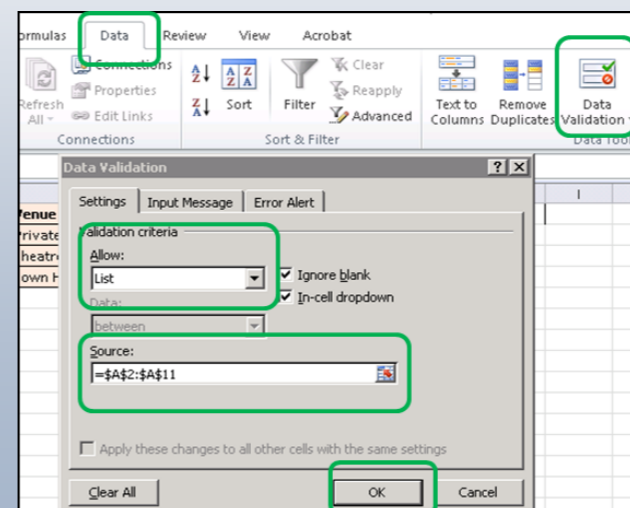 ormulas Data Review View Acrobat
Connections Clear
Properties Reapply
Refresh All Edit Links Sort Filter Advanced Text to Columns Remove Duplicates Data Validation
Connections Sort & Filter Data Tool
Data Validation
Settings Input Message Error Alert
Validation criteria
Allow:
List Ignore blank
Data: In-cell dropdown
between
Source:
=$A$2:$A$11
Apply these changes to all other cells with the same settings
Clear All OK Cancel
I
Venue
Private
heatr
own H